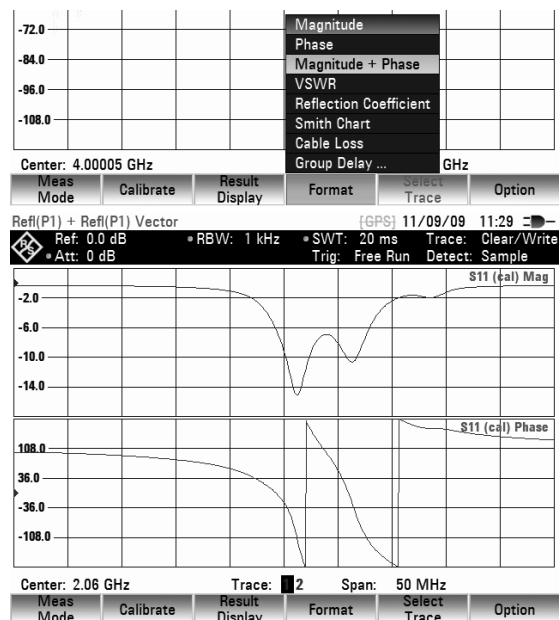 -72.0
-84.0
-96.0
-108.0
Magnitude
Phase
Magnitude + Phase
VSWR
Reflection Coefficient
Smith Chart
Cable Loss
Group Delay ...
Center: 4.00005 GHz GHz
Meas Mode Calibrate Result Display Format Select Trace Option
Refl(P1) + Refl(P1) Vector [GPS] 11/09/09 11:29
R&S Ref: 0.0 dB RBW: 1 kHz SWT: 20 ms Trace: Clear/Write
Att: 0 dB Trig: Free Run Detect: Sample
S11 (cal) Mag
-2.0
-6.0
-10.0
-14.0
S11 (cal) Phase
108.0
36.0
-36.0
-108.0
Center: 2.06 GHz Trace: 1 2 Span: 50 MHz
Meas Mode Calibrate Result Display Format Select Trace Option